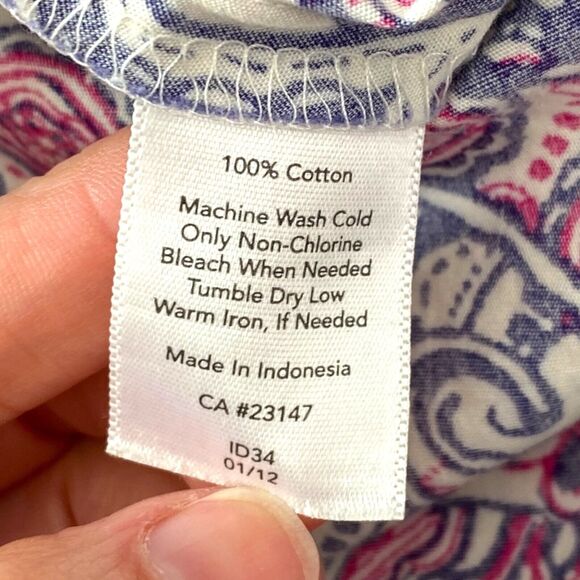 100% Cotton
Machine Wash Cold
Only Non-Chlorine
Bleach When Needed
Tumble Dry Low
Warm Iron, If Needed
Made In Indonesia
CA #23147
ID34
01/12